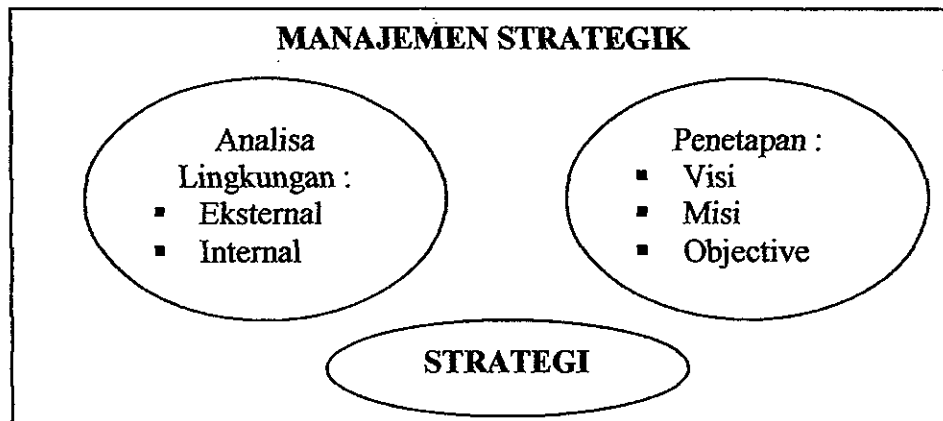 MANAJEMEN STRATEGIK
Analisa
Lingkungan :
▪ Eksternal
▪ Internal
Penetapan :
▪ Visi
▪ Misi
▪ Objective
STRATEGI